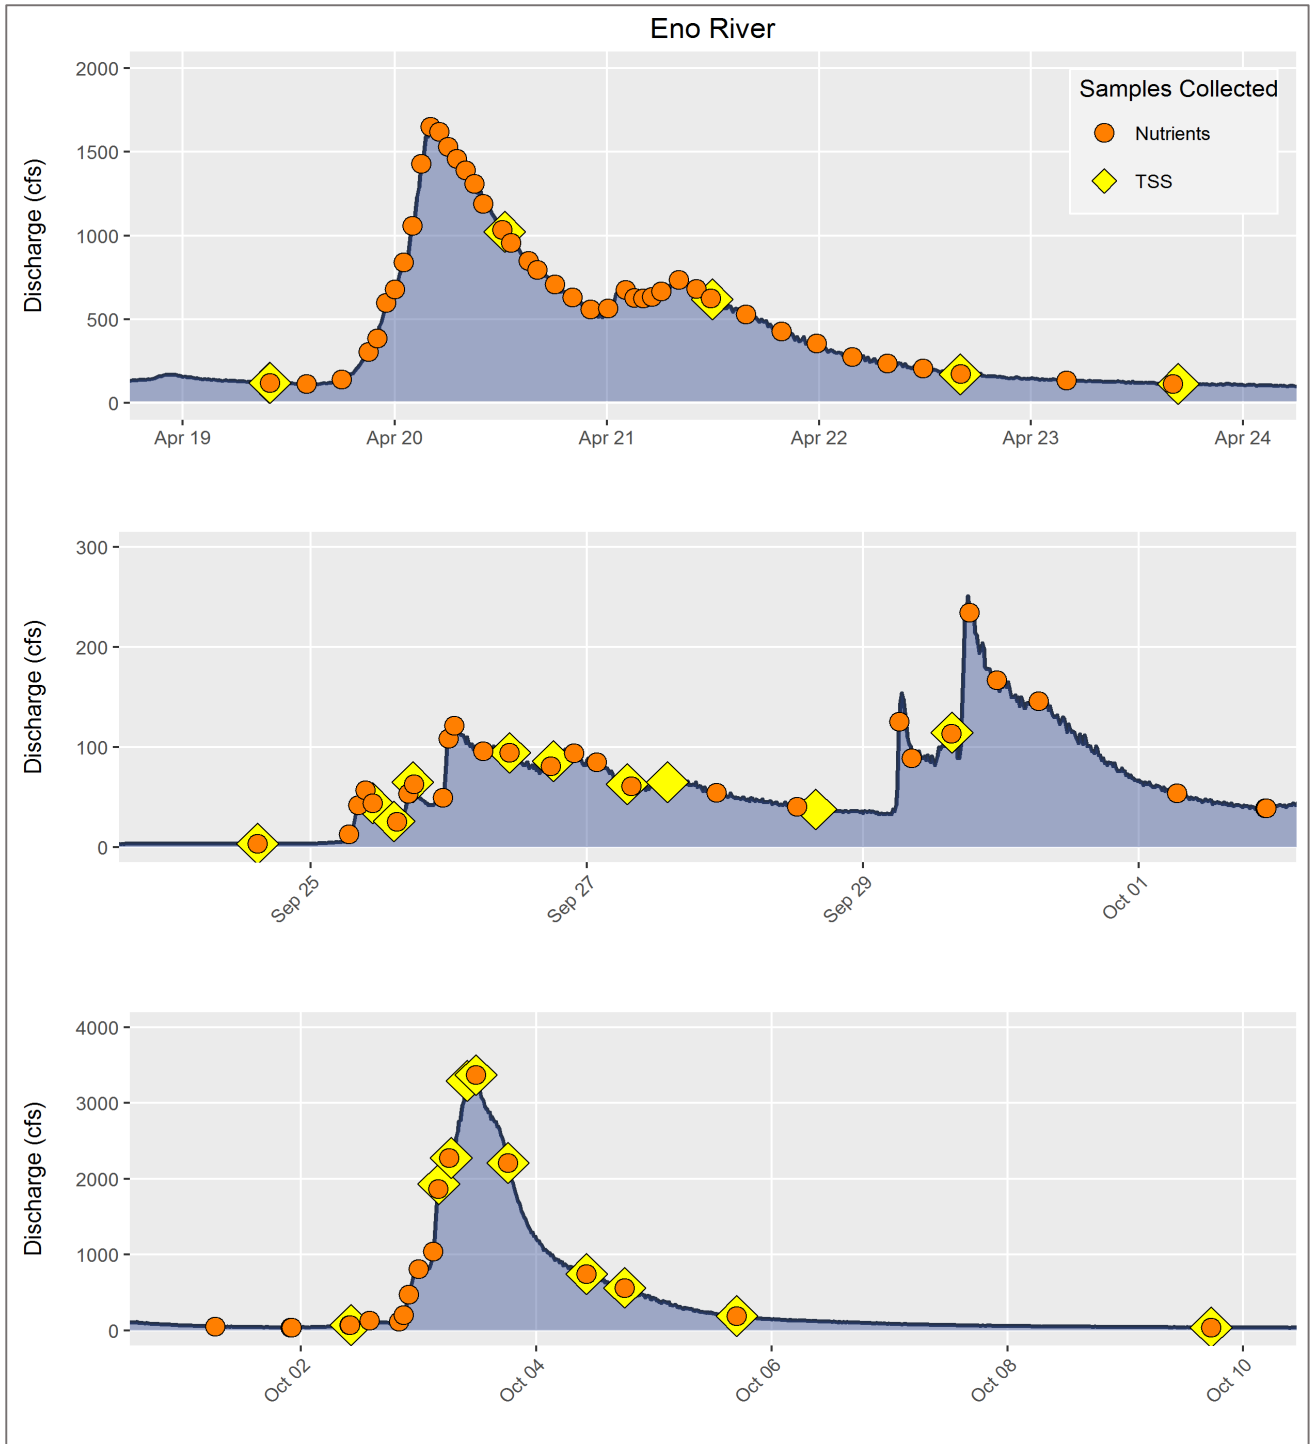 Eno River
Samples Collected
Nutrients
TSS
Discharge (cfs)
2000
1500
1000
500
0
Apr 19 Apr 20 Apr 21 Apr 22 Apr 23 Apr 24
Discharge (cfs)
300
200
100
0
Sep 25 Sep 27 Sep 29 Oct 01
Discharge (cfs)
4000
3000
2000
1000
0
Oct 02 Oct 04 Oct 06 Oct 08 Oct 10